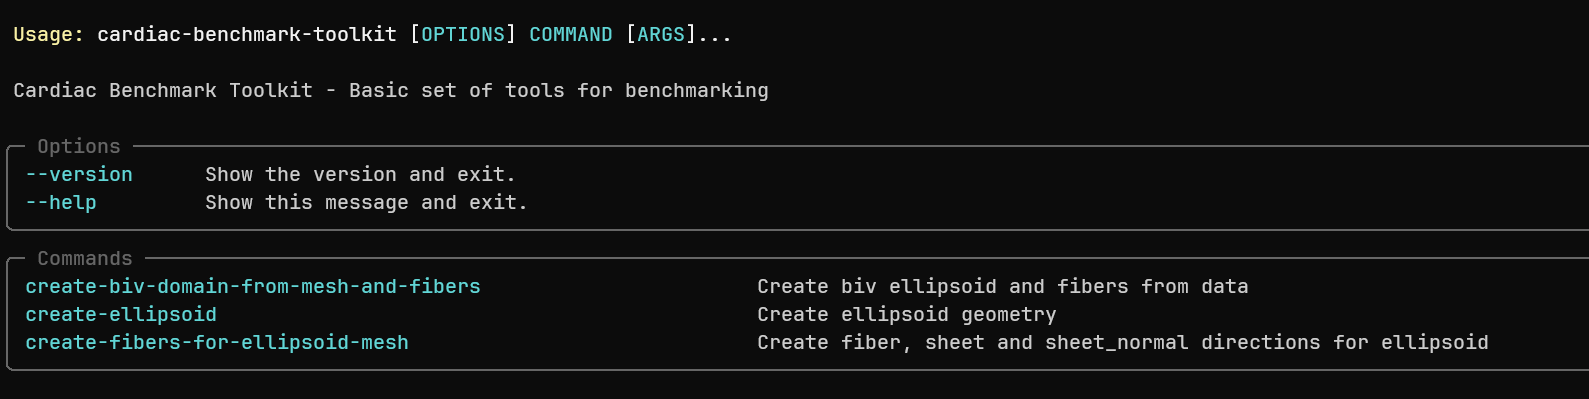 Usage: cardiac-benchmark-toolkit [OPTIONS] COMMAND [ARGS]...
Cardiac Benchmark Toolkit - Basic set of tools for benchmarking
Options
--version Show the version and exit.
--help Show this message and exit.
Commands
create-biv-domain-from-mesh-and-fibers Create biv ellipsoid and fibers from data
create-ellipsoid Create ellipsoid geometry
create-fibers-for-ellipsoid-mesh Create fiber, sheet and sheet_normal directions for ellipsoid